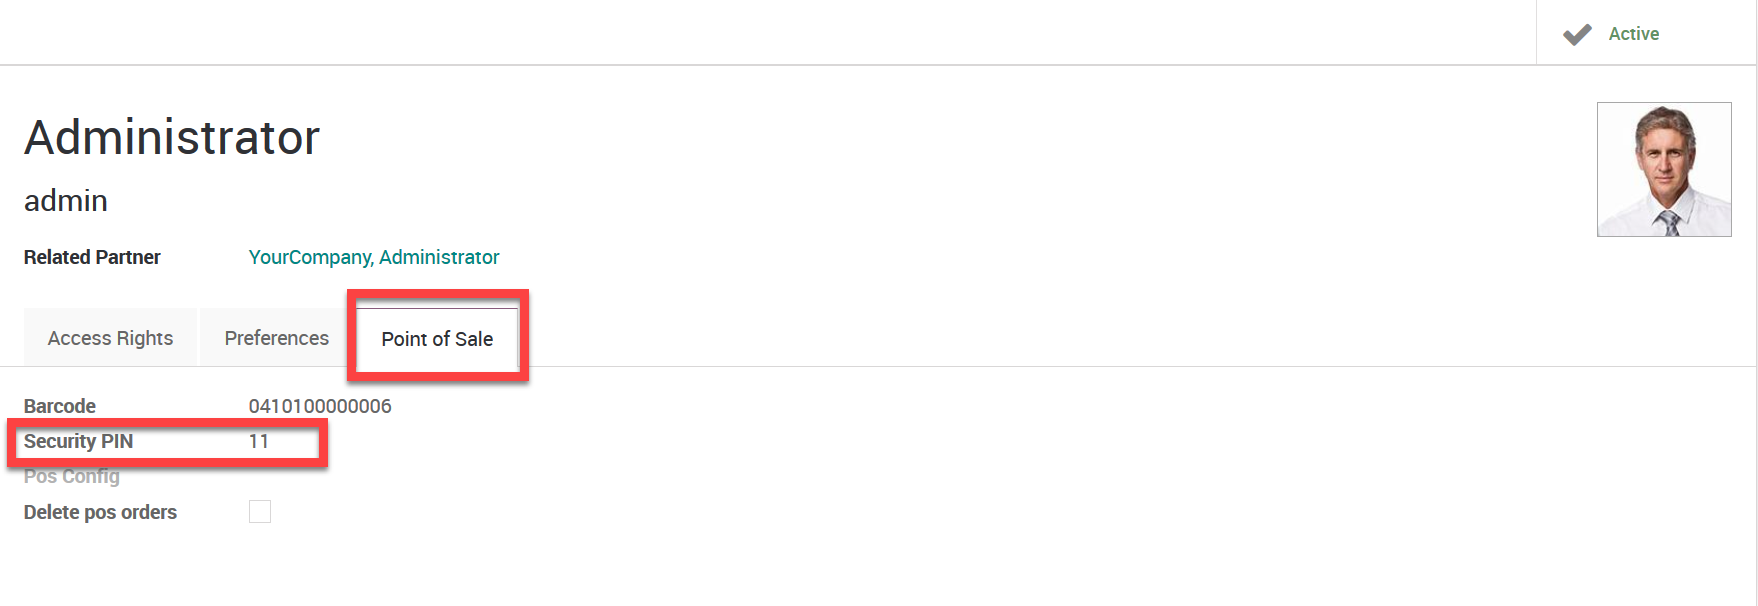 Active
Administrator
admin
Related Partner YourCompany, Administrator
Access Rights Preferences Point of Sale
Barcode 0410100000006
Security PIN 11
Pos Config
Delete pos orders